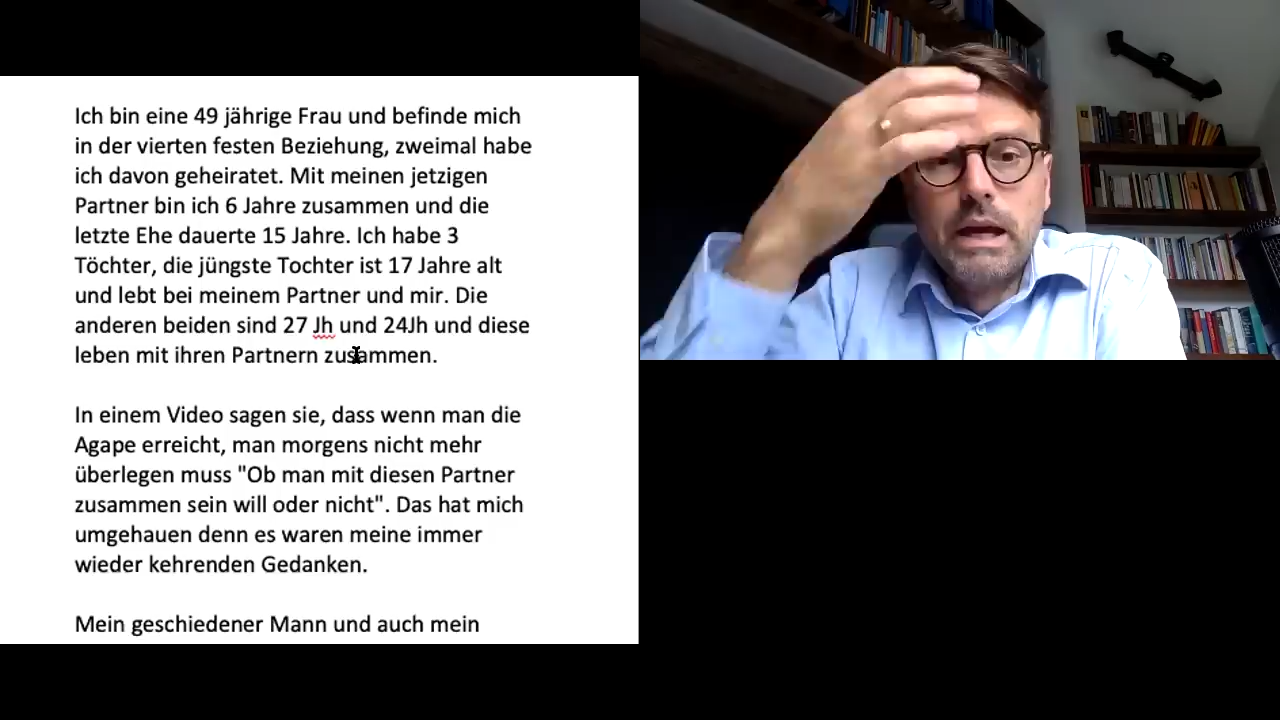 Ich bin eine 49 jährige Frau und befinde mich
in der vierten festen Beziehung, zweimal habe
ich davon geheiratet. Mit meinen jetzigen
Partner bin ich 6 Jahre zusammen und die
letzte Ehe dauerte 15 Jahre. Ich habe 3
Töchter, die jüngste Tochter ist 17 Jahre alt
und lebt bei meinem Partner und mir. Die
anderen beiden sind 27 Jh und 24Jh und diese
leben mit ihren Partnern zusammen.
In einem Video sagen sie, dass wenn man die
Agape erreicht, man morgens nicht mehr
überlegen muss "Ob man mit diesen Partner
zusammen sein will oder nicht". Das hat mich
umgehauen denn es waren meine immer
wieder kehrenden Gedanken.
Mein geschiedener Mann und auch mein